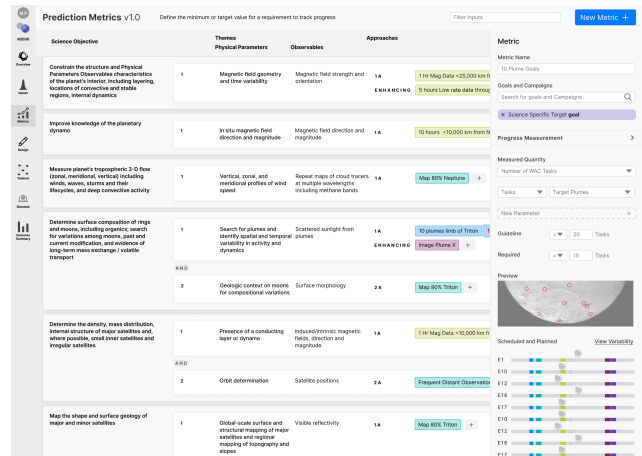 MP
Prediction Metrics v1.0
Define the minimum or target value for a requirement to track progress
Filter Inputs
New Metric +
Overview
Inputs
Metrics
Design
Tutorial
Simulate
Outcome
Summary
Science Objective
Themes
Physical Parameters
Observables
Approaches
Constrain the structure and Physical
Parameters Observables characteristics
of the planet's interior, including layering,
locations of convective and stable
regions, internal dynamics
1
Magnetic field geometry
and time variability
Magnetic field strength and
orientation
1 A
1 Hr Mag Data <25,000 km fr
ENHANCING
5 hours Low rate data throug
Improve knowledge of the planetary
dynamo
1
In situ magnetic field
direction and magnitude
Magnetic field direction and
magnitude
1 A
10 hours <10,000 km from N
Measure planet's tropospheric 3-D flow
(zonal, meridional, vertical) including
winds, waves, storms and their
lifecycles, and deep convective activity
1
Vertical, zonal, and
meridional profiles of wind
speed
Repeat maps of cloud tracers
at multiple wavelengths
including methane bands
1 A
Map 80% Neptune
+
Determine surface composition of rings
and moons, including organics; search
for variations among moons, past and
current modification, and evidence of
long-term mass exchange / volatile
transport
1
Search for plumes and
identify spatial and temporal
variability in activity and
dynamics
Scattered sunlight from
plumes
1 A
10 plumes limb of Triton
1
ENHANCING
Image Plume X
+
AND
2
Geologic context on moons
for compositional variations
Surface morphology
2 A
Map 80% Triton
+
Determine the density, mass distribution,
internal structure of major satellites and,
where possible, small inner satellites and
irregular satellites
1
Presence of a conducting
layer or dynamo
induced/intrinsic magnetic
fields, direction and
magnitude
1 A
1 Hr Mag Data <10,000 km fr
AND
2
Orbit determination
Satellite positions
2 A
Frequent Distant Observation
Map the shape and surface geology of
major and minor satellites
1
Global-scale surface and
structural mapping of major
satellites and regional
mapping of topography and
slopes
Visible reflectivity
1 A
Map 80% Triton
+
Metric
Metric Name
10 Plume Goals
Goals and Campaigns
Search for goals and Campaigns
× Science Specific Target goal
Progress Measurement
>
Measured Quantity
Number of WAC Tasks
Tasks
Target Plumes
New Parameter
+
Guideline
>
20
Tasks
Required
>
10
Tasks
Preview
Scheduled and Planned
View Variability
E1
E10
E12
E16
E17
E10
E12
E16
E17